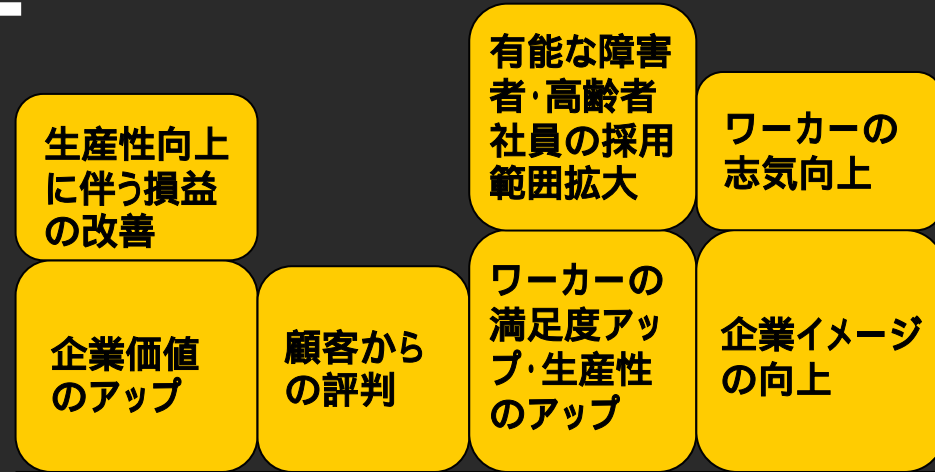 生産性向上
に伴う損益
の改善
有能な障害
者・高齢者
社員の採用
範囲拡大
ワーカーの
志気向上
企業価値
のアップ
顧客から
の評判
ワーカーの
満足度アッ
プ・生産性
のアップ
企業イメージ
の向上